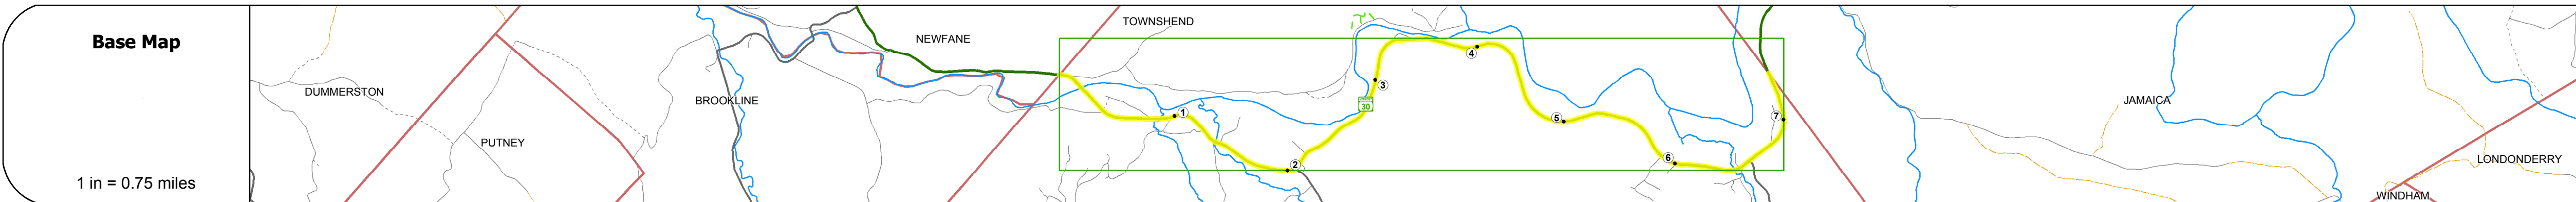 Base Map
1 in = 0.75 miles
DUMMERSTON
PUTNEY
BROOKLINE
NEWFANE
TOWNSHEND
1
2
30
3
4
5
6
7
JAMAICA
LONDONDERRY
WINDHAM